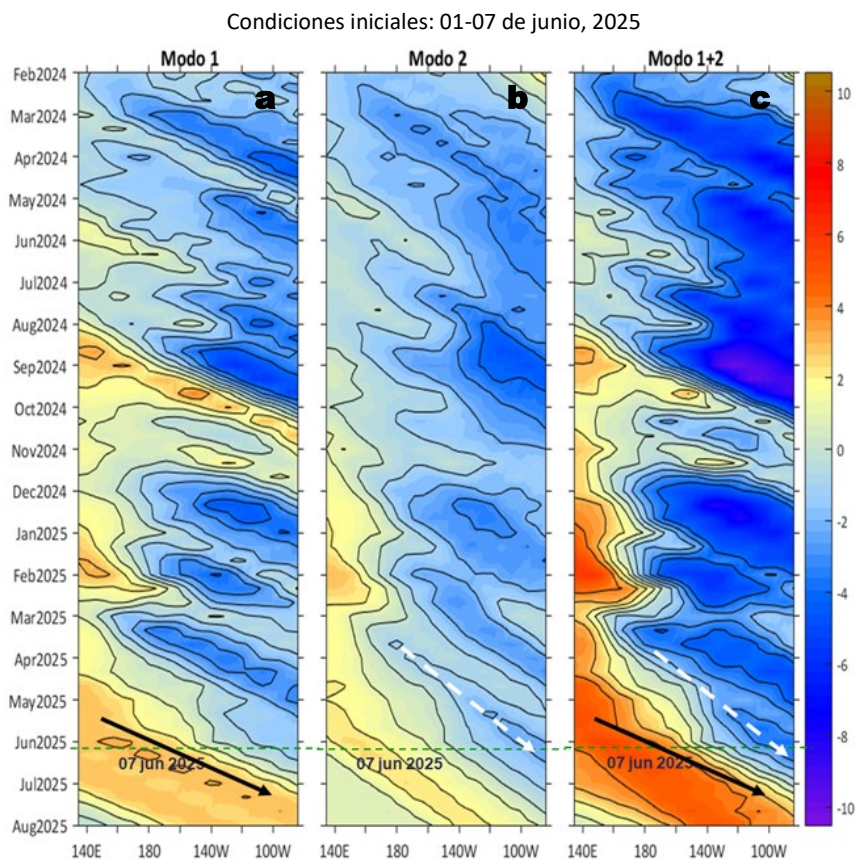 Condiciones iniciales: 01-07 de junio, 2025
Modo 1
Modo 2
Modo 1+2
a
b
c
Feb2024
Mar2024
Apr2024
May2024
Jun2024
Jul2024
Aug2024
Sep2024
Oct2024
Nov2024
Dec2024
Jan2025
Feb2025
Mar2025
Apr2025
May2025
Jun2025
Jul2025
Aug2025
07 jun 2025
07 jun 2025
07 jun 2025
140E 180 140W 100W
140E 180 140W 100W
140E 180 140W 100W
10
8
6
4
2
0
-2
-4
-6
-8
-10